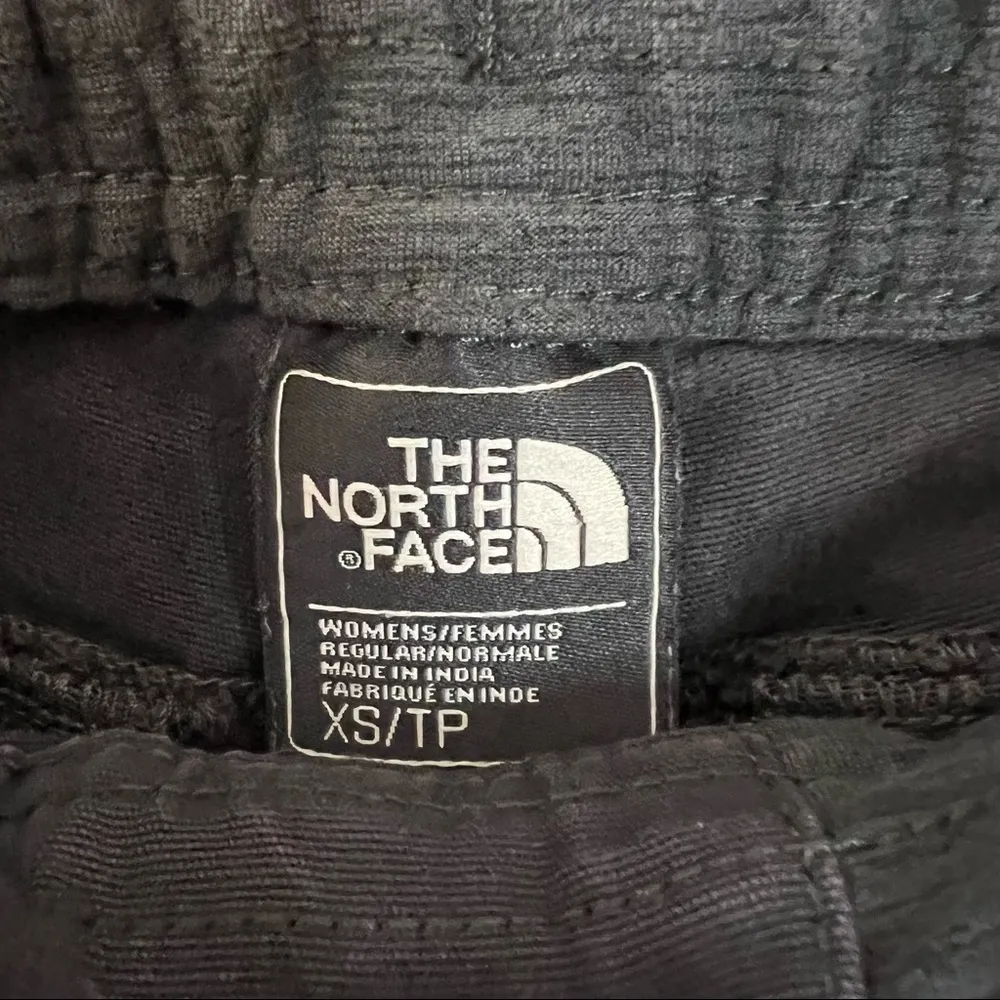 THE
NORTH
® FACE
WOMENS/FEMMES
REGULAR/NORMALE
MADE IN INDIA
FABRIQUÉ EN INDE
XS/TP